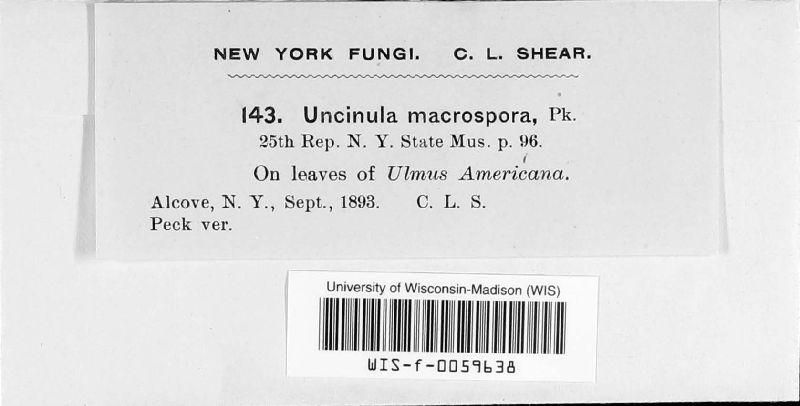 NEW YORK FUNGI. C. L. SHEAR.
143. Uncinula macrospora, Pk.
25th Rep. N. Y. State Mus. p. 96.
On leaves of Ulmus Americana.
Alcove, N. Y., Sept., 1893. C. L. S.
Peck ver.
University of Wisconsin-Madison (WIS)
WIS-f-0059638